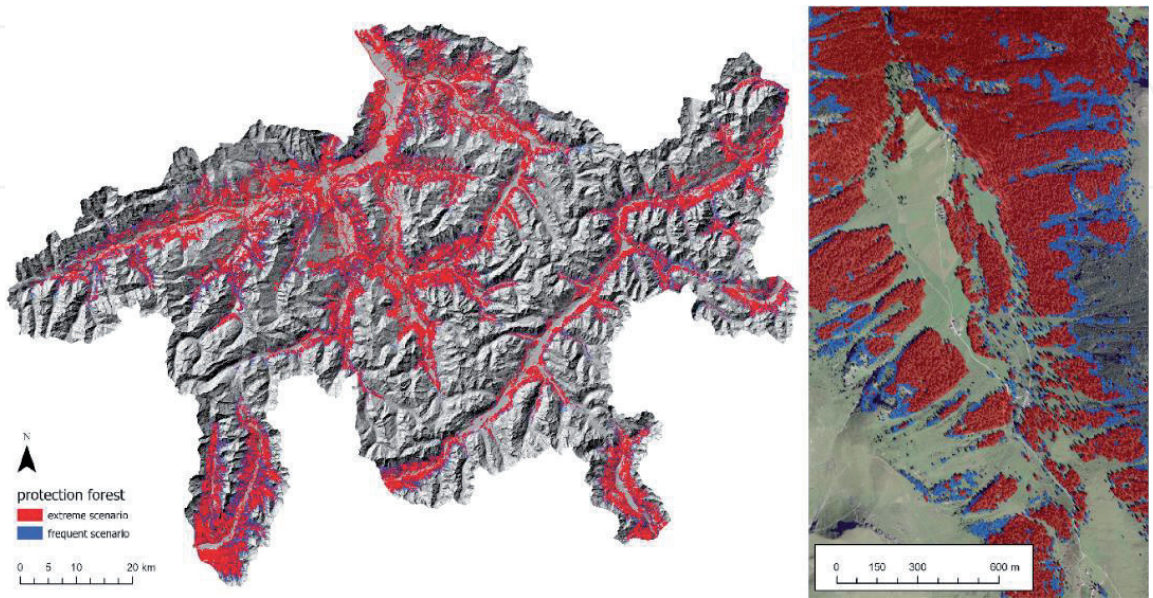 N
protection forest
extreme scenario
frequent scenario
0 5 10 20 km
0 150 300 600 m